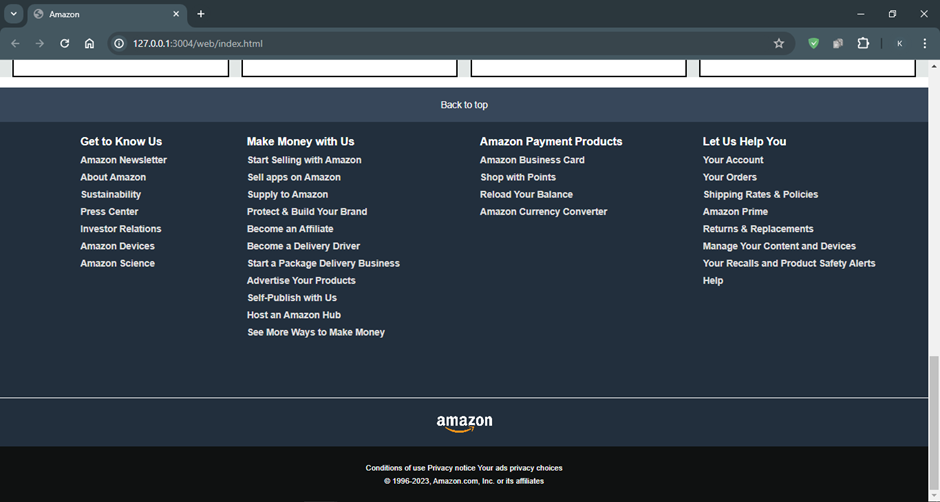 Amazon
127.0.0.1:3004/web/index.html
K
Back to top
Get to Know Us
Amazon Newsletter
About Amazon
Sustainability
Press Center
Investor Relations
Amazon Devices
Amazon Science
Make Money with Us
Start Selling with Amazon
Sell apps on Amazon
Supply to Amazon
Protect & Build Your Brand
Become an Affiliate
Become a Delivery Driver
Start a Package Delivery Business
Advertise Your Products
Self-Publish with Us
Host an Amazon Hub
See More Ways to Make Money
Amazon Payment Products
Amazon Business Card
Shop with Points
Reload Your Balance
Amazon Currency Converter
Let Us Help You
Your Account
Your Orders
Shipping Rates & Policies
Amazon Prime
Returns & Replacements
Manage Your Content and Devices
Your Recalls and Product Safety Alerts
Help
amazon
Conditions of use Privacy notice Your ads privacy choices
© 1996-2023, Amazon.com, Inc. or its affiliates